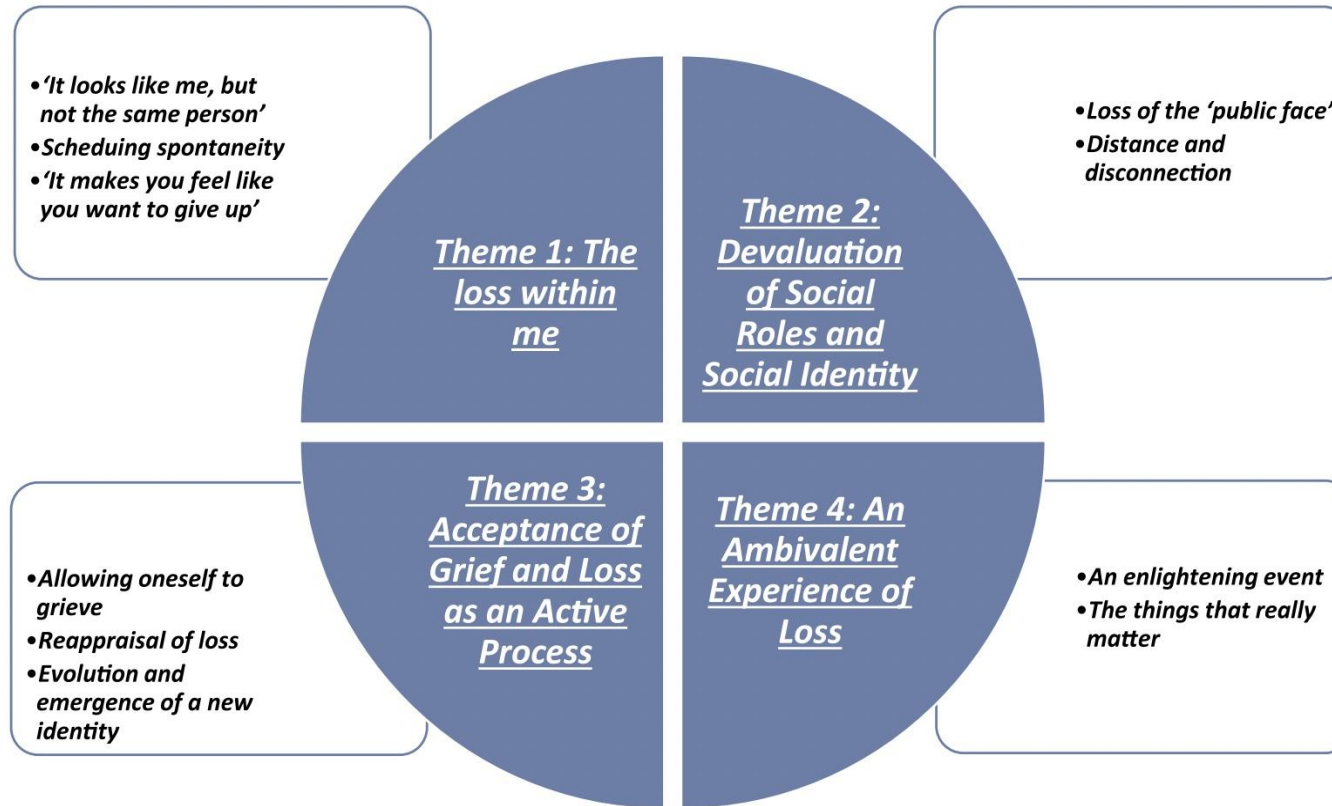 •‘It looks like me, but
not the same person’
•Scheduing spontaneity
•‘It makes you feel like
you want to give up’
Theme 1: The
loss within
me
•Loss of the ‘public face’
•Distance and
disconnection
Theme 2:
Devaluation
of Social
Roles and
Social Identity
•Allowing oneself to
grieve
•Reappraisal of loss
•Evolution and
emergence of a new
identity
Theme 3:
Acceptance of
Grief and Loss
as an Active
Process
•An enlightening event
•The things that really
matter
Theme 4: An
Ambivalent
Experience of
Loss